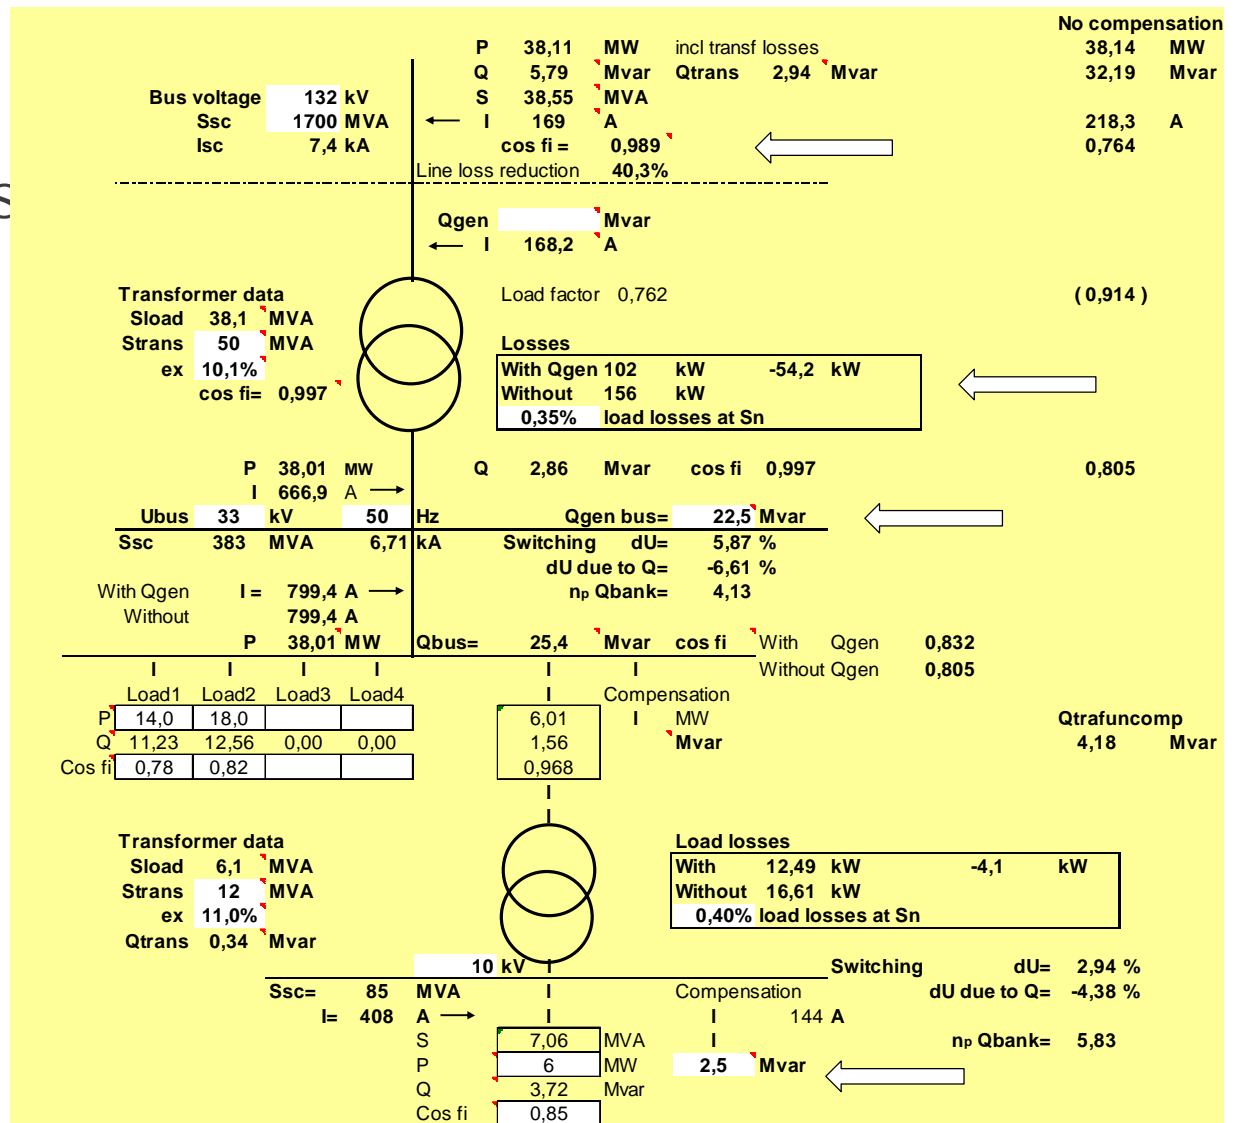 No compensation
P 38,11 MW incl transf losses 38,14 MW
Q 5,79 Mvar Qtrans 2,94 Mvar 32,19 Mvar
Bus voltage 132 kV S 38,55 MVA
Ssc 1700 MVA I 169 A 218,3 A
Isc 7,4 kA cos fi = 0,989 0,764
Line loss reduction 40,3%
S
Qgen Mvar
I 168,2 A
Transformer data Load factor 0,762 (0,914)
Sload 38,1 MVA
Strans 50 MVA Losses
ex 10,1% With Qgen 102 kW -54,2 kW
cos fi= 0,997 Without 156 kW
0,35% load losses at Sn
P 38,01 MW Q 2,86 Mvar cos fi 0,997 0,805
I 666,9 A
Ubus 33 kV 50 Hz Qgen bus= 22,5 Mvar
Ssc 383 MVA 6,71 kA Switching dU= 5,87 %
dU due to Q= -6,61 %
With Qgen I = 799,4 A np Qbank= 4,13
Without 799,4 A
P 38,01 MW Qbus= 25,4 Mvar cos fi With Qgen 0,832
I I I I I I Without Qgen 0,805
Load1 Load2 Load3 Load4 I Compensation
P 14,0 18,0 6,01 I MW Qtrafuncomp
Q 11,23 12,56 0,00 0,00 1,56 Mvar 4,18 Mvar
Cos fi 0,78 0,82 0,968
I
I
Transformer data Load losses
Sload 6,1 MVA With 12,49 kW -4,1 kW
Strans 12 MVA Without 16,61 kW
ex 11,0% 0,40% load losses at Sn
Qtrans 0,34 Mvar
10 kV I Switching dU= 2,94 %
Ssc= 85 MVA I Compensation dU due to Q= -4,38 %
I= 408 A I I 144 A
S 7,06 MVA I np Qbank= 5,83
P 6 MW 2,5 Mvar
Q 3,72 Mvar
Cos fi 0,85